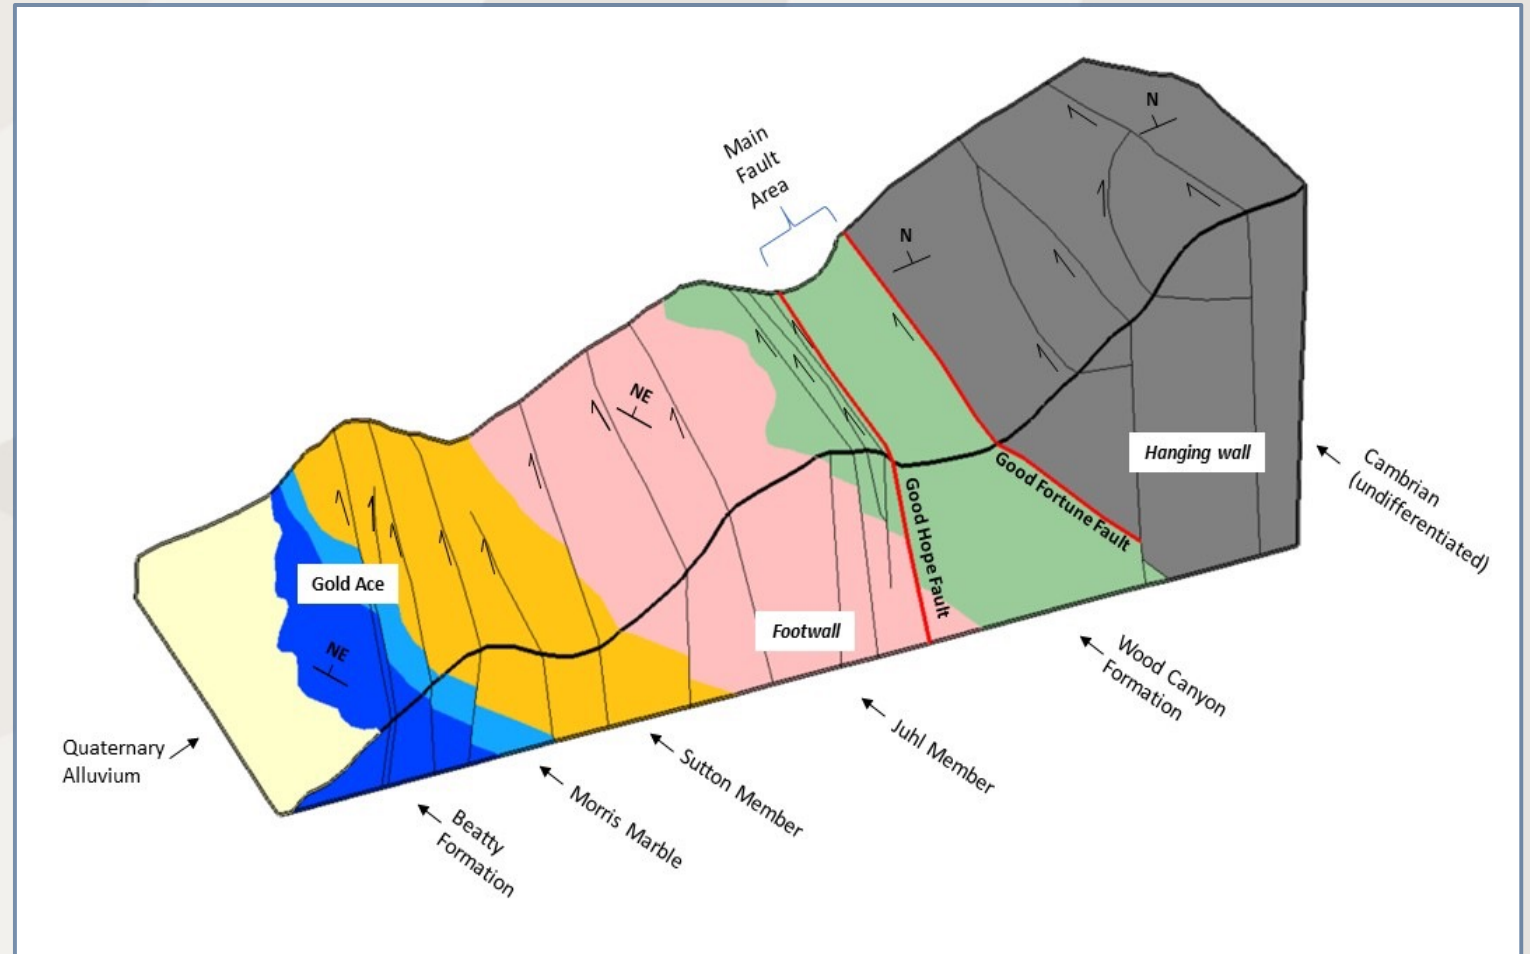 Main
Fault
Area
N
N
NE
Hanging wall
Cambrian
(undifferentiated)
Good Fortune Fault
Good Hope Fault
Gold Ace
Footwall
NE
Wood Canyon
Formation
Juhl Member
Quaternary
Alluvium
Sutton Member
Morris Marble
Beatty
Formation